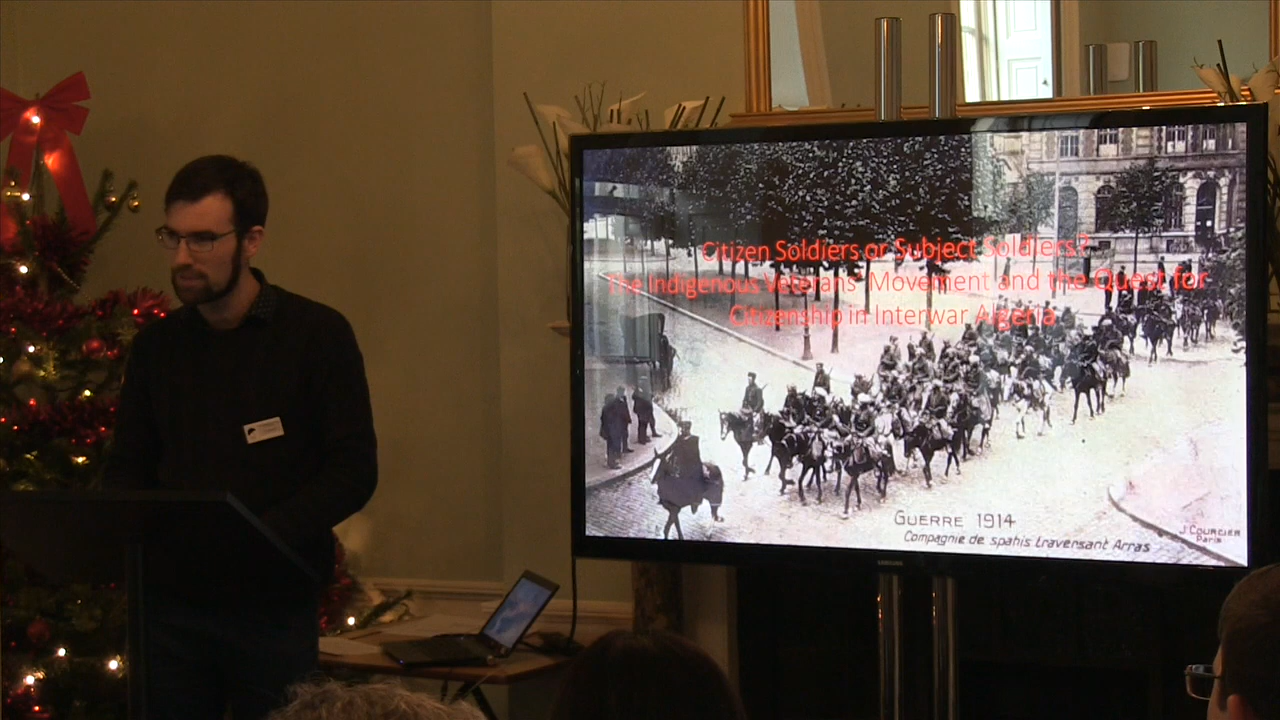 Citizen Soldiers or Subject Soldiers?
The Indigenous Veterans' Movement and the Quest for
Citizenship in Interwar Algeria
GUERRE 1914
Compagnie de spahis traversant Arras
J. COURCIER
Paris
SAMSUNG